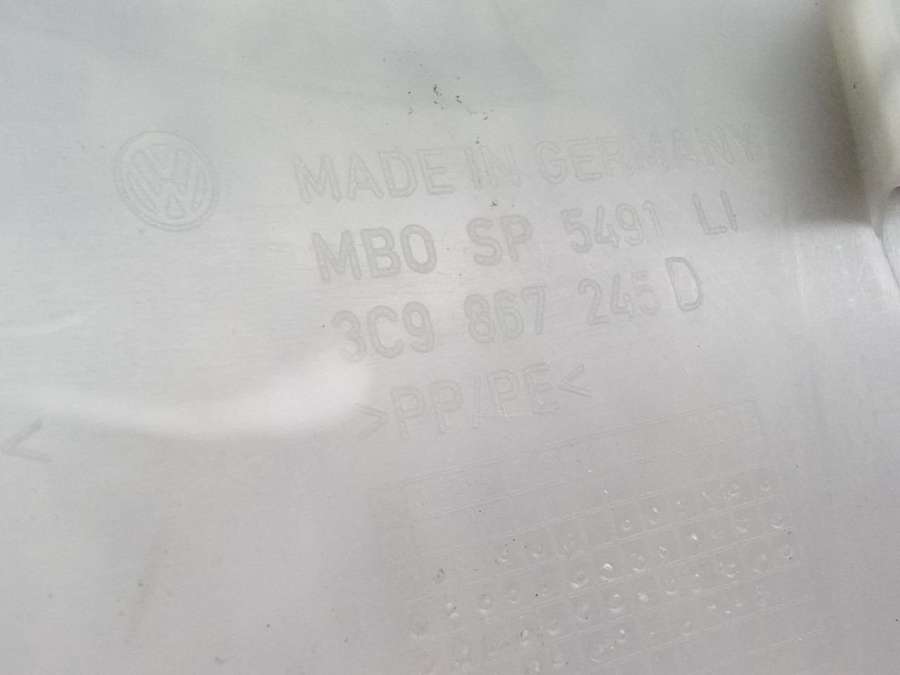 MADE IN GERMANY
MBO SP 5491 LI
3C9 867 245 D
>PP/PE<
<